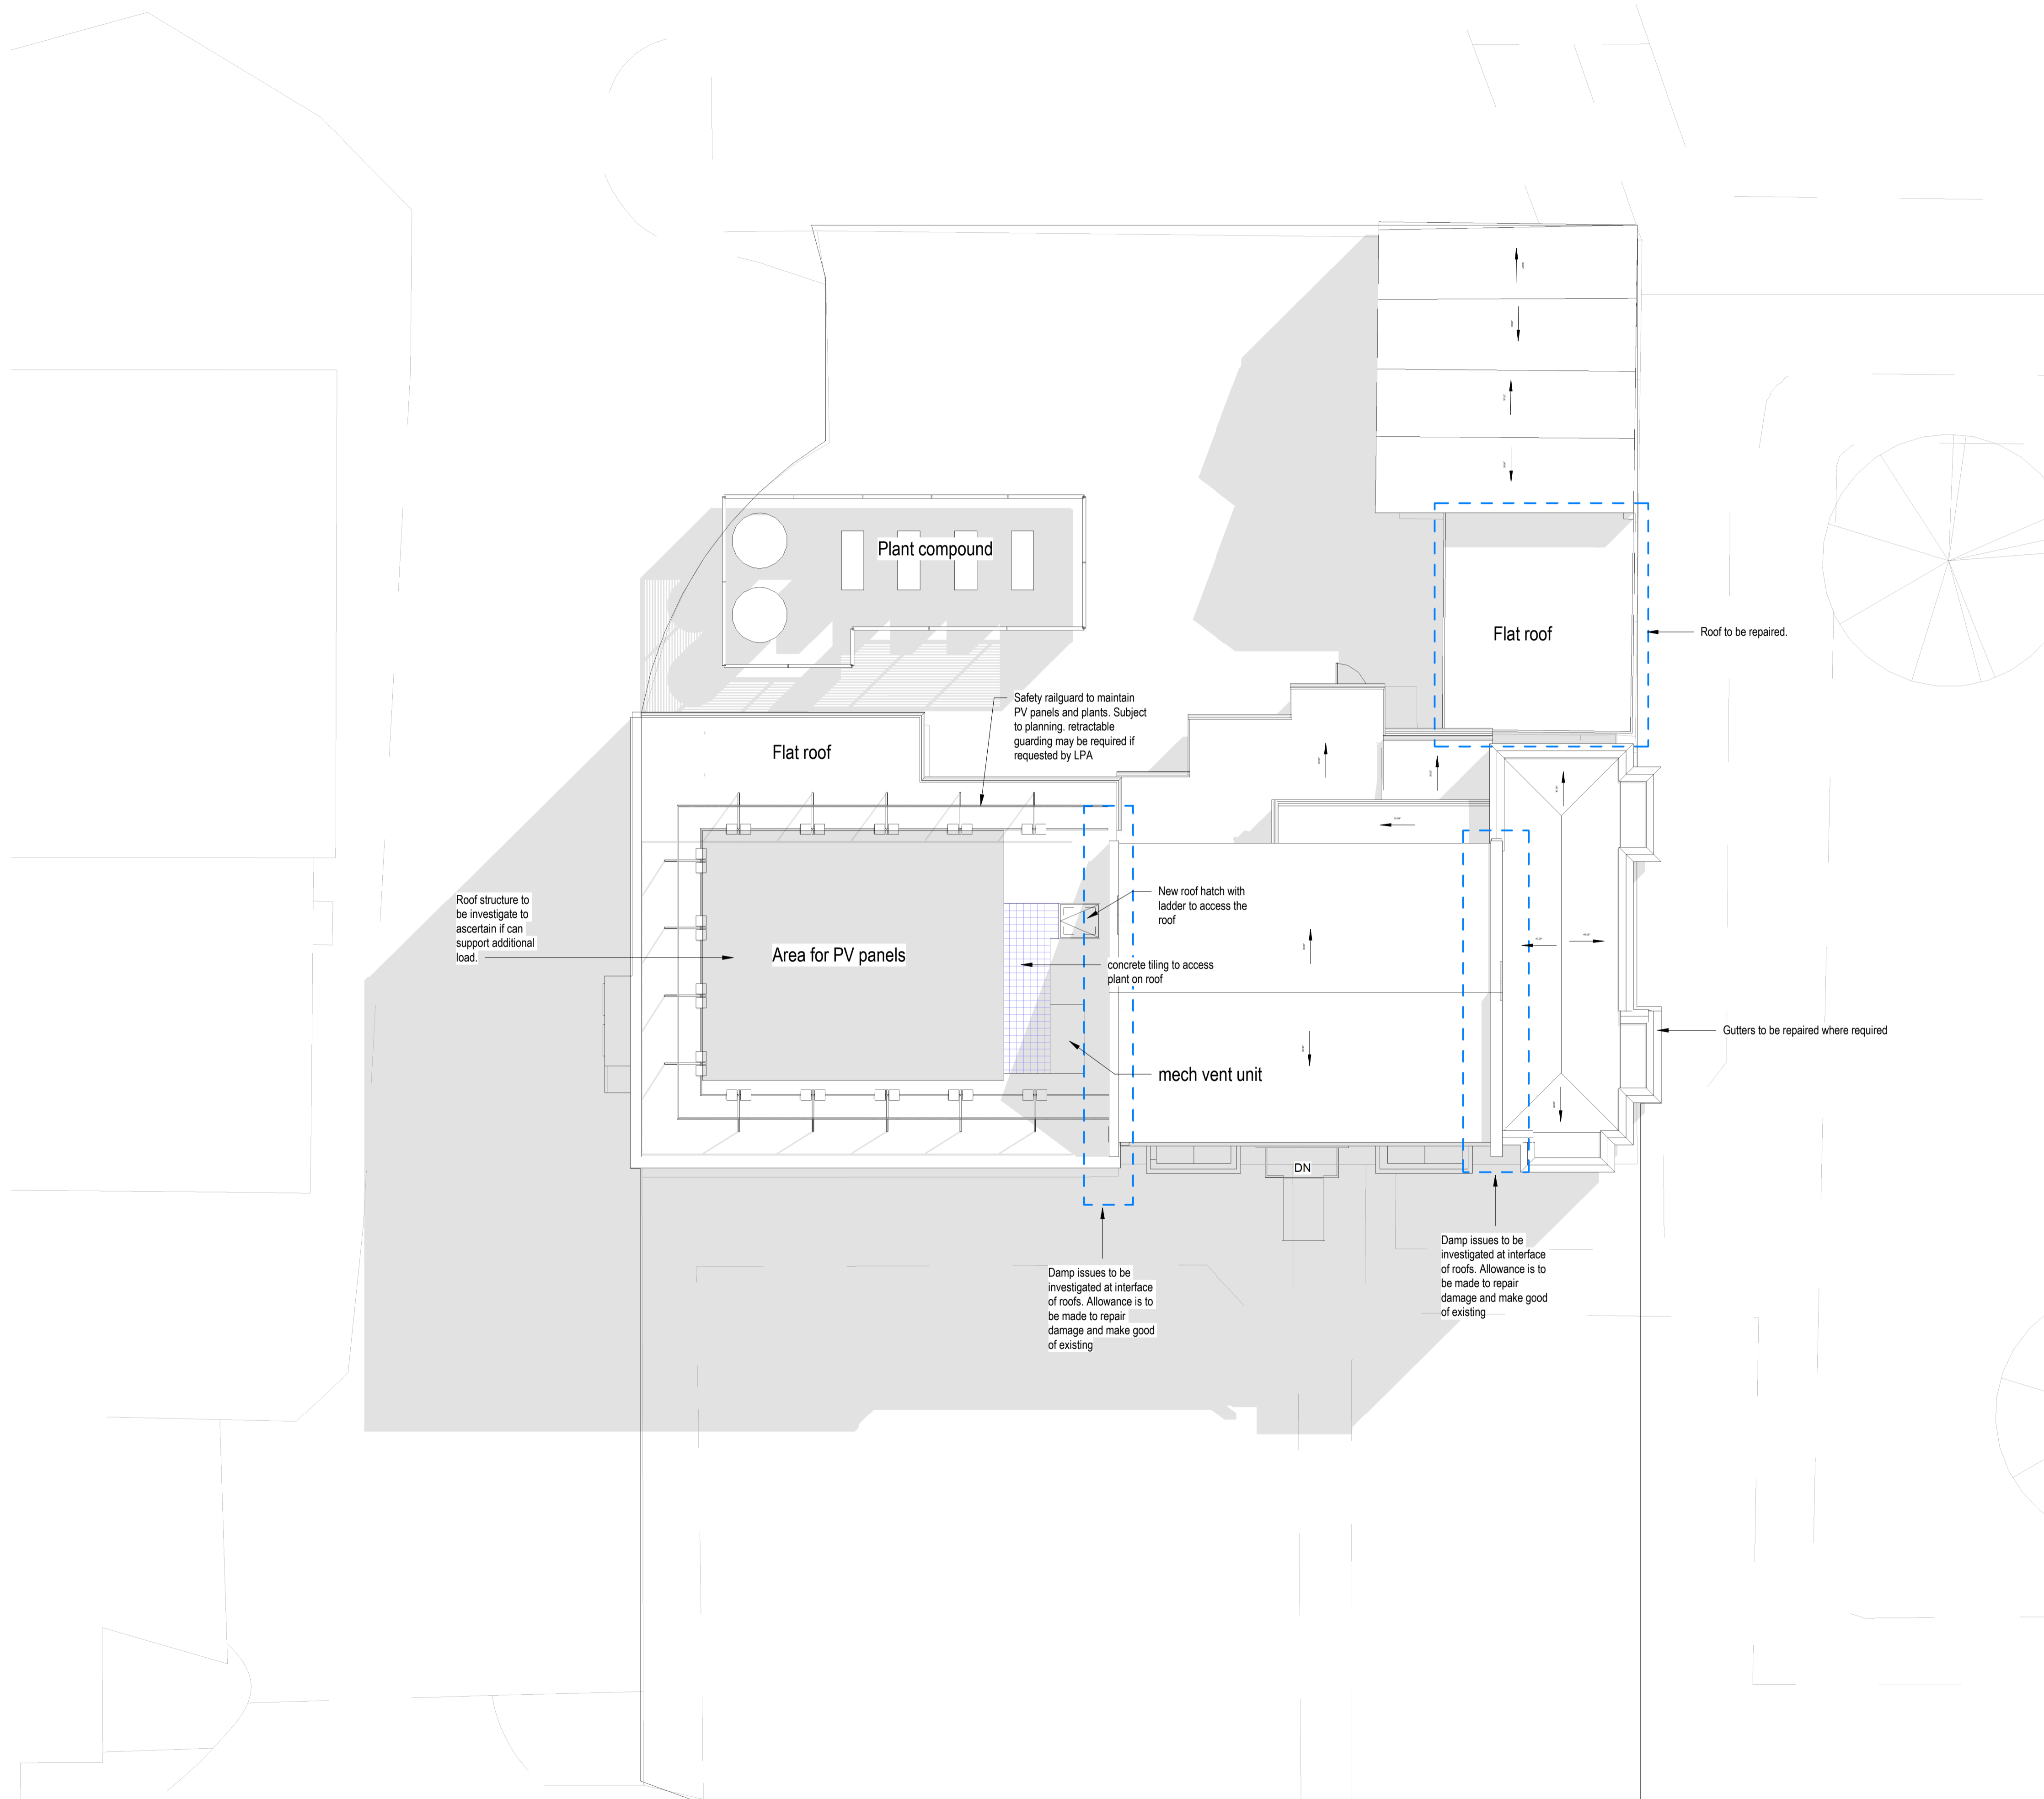 Plant compound
Flat roof
Roof to be repaired.
Safety railguard to maintain
PV panels and plants. Subject
to planning. retractable
guarding may be required if
requested by LPA
Flat roof
Roof structure to
be investigate to
ascertain if can
support additional
load.
New roof hatch with
ladder to access the
roof
Area for PV panels
concrete tiling to access
plant on roof
Gutters to be repaired where required
mech vent unit
DN
Damp issues to be
investigated at interface
of roofs. Allowance is to
be made to repair
damage and make good
of existing
Damp issues to be
investigated at interface
of roofs. Allowance is to
be made to repair
damage and make good
of existing